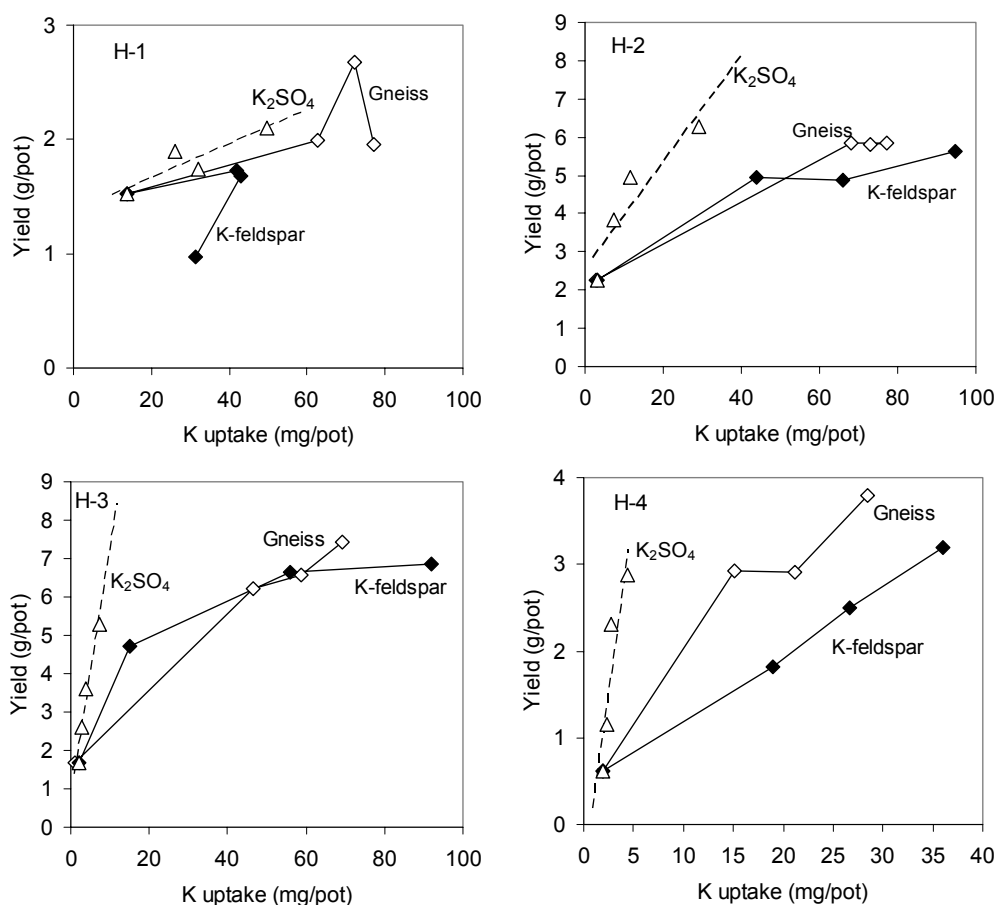 3
2
1
0
Yield (g/pot)
H-1
K₂SO₄
Gneiss
K-feldspar
0 20 40 60 80 100
K uptake (mg/pot)
9
8
7
6
5
4
3
2
1
0
Yield (g/pot)
H-2
K₂SO₄
Gneiss
K-feldspar
0 20 40 60 80 100
K uptake (mg/pot)
9
8
7
6
5
4
3
2
1
0
Yield (g/pot)
H-3
Gneiss
K₂SO₄
K-feldspar
0 20 40 60 80 100
K uptake (mg/pot)
4
3
2
1
0
Yield (g/pot)
H-4
Gneiss
K₂SO₄
K-feldspar
0 5 10 15 20 25 30 35 40
K uptake (mg/pot)